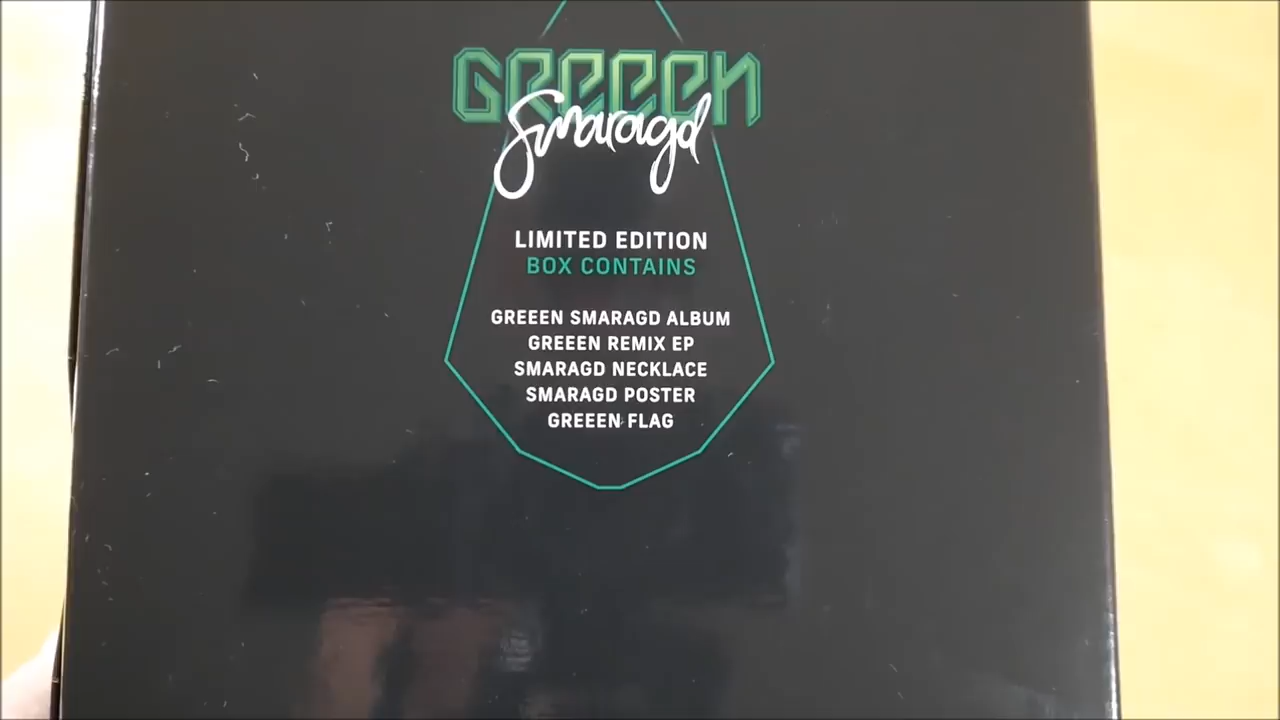 GREEEN
Smaragd
LIMITED EDITION
BOX CONTAINS
GREEEN SMARAGD ALBUM
GREEEN REMIX EP
SMARAGD NECKLACE
SMARAGD POSTER
GREEEN FLAG